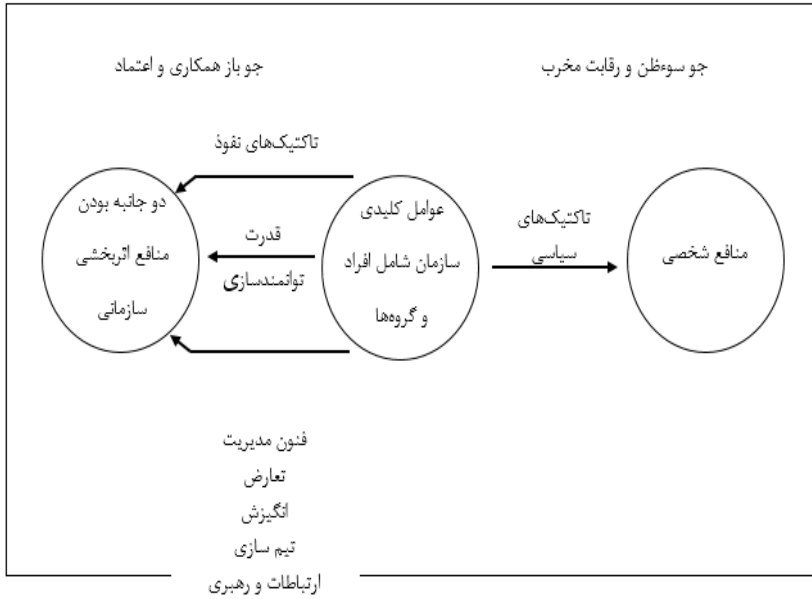 جو سوءظن و رقابت مخرب
جو باز همکاری و اعتماد
منافع شخصی
تاکتیک‌های
سیاسی
عوامل کلیدی
سازمان شامل افراد
و گروه‌ها
تاکتیک‌های نفوذ
قدرت
توانمندسازی
دو جانبه بودن
منافع اثربخشی
سازمانی
فنون مدیریت
تعارض
انگیزش
تیم سازی
ارتباطات و رهبری